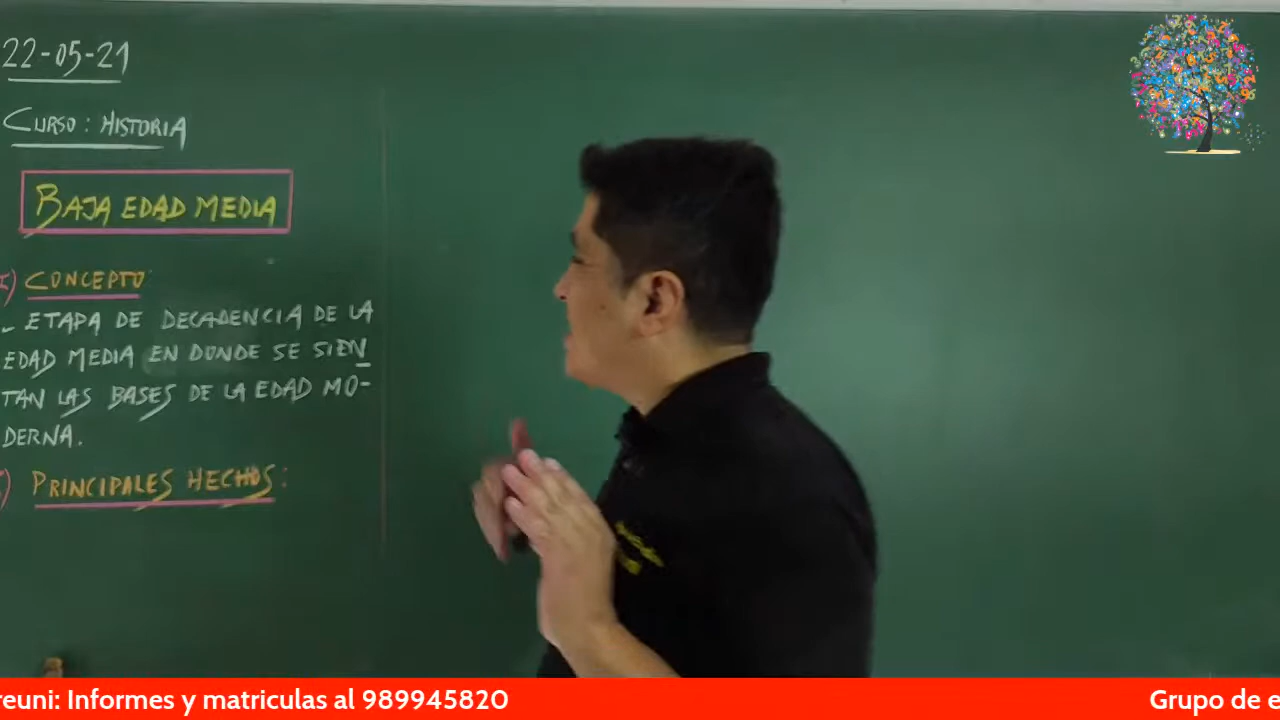 22-05-21
CURSO: HISTORIA
BAJA EDAD MEDIA
I) CONCEPTO
- ETAPA DE DECADENCIA DE LA
EDAD MEDIA EN DONDE SE SIEN
TAN LAS BASES DE LA EDAD MO-
DERNA.
) PRINCIPALES HECHOS:
reuni: Informes y matriculas al 989945820
Grupo de e